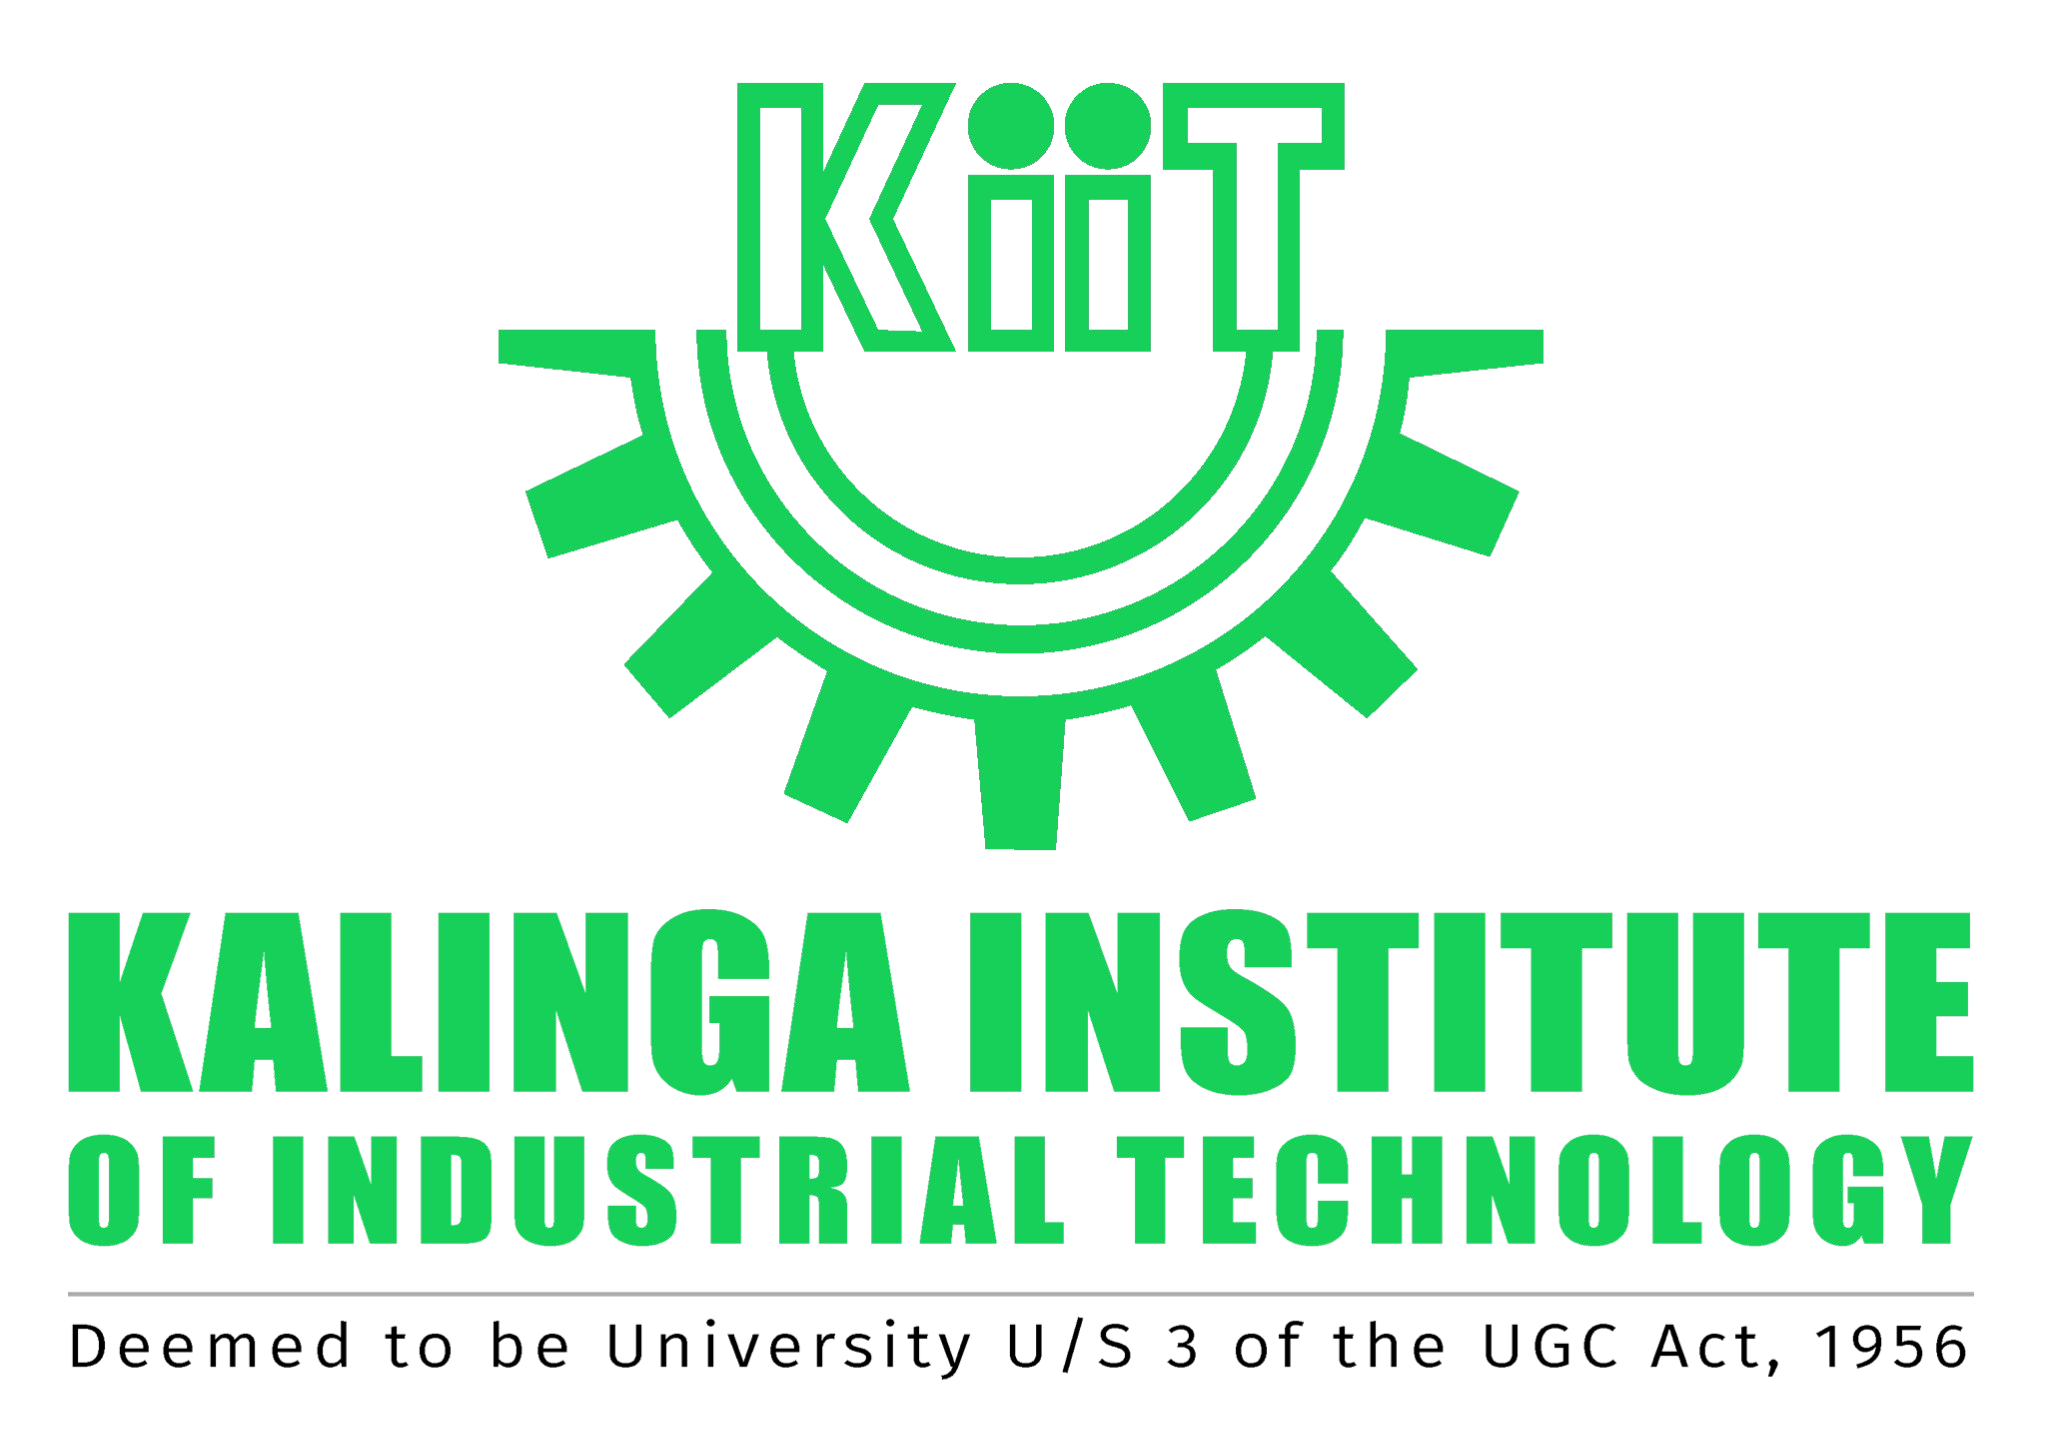 KiiT
KALINGA INSTITUTE
OF INDUSTRIAL TECHNOLOGY
Deemed to be University U/S 3 of the UGC Act, 1956